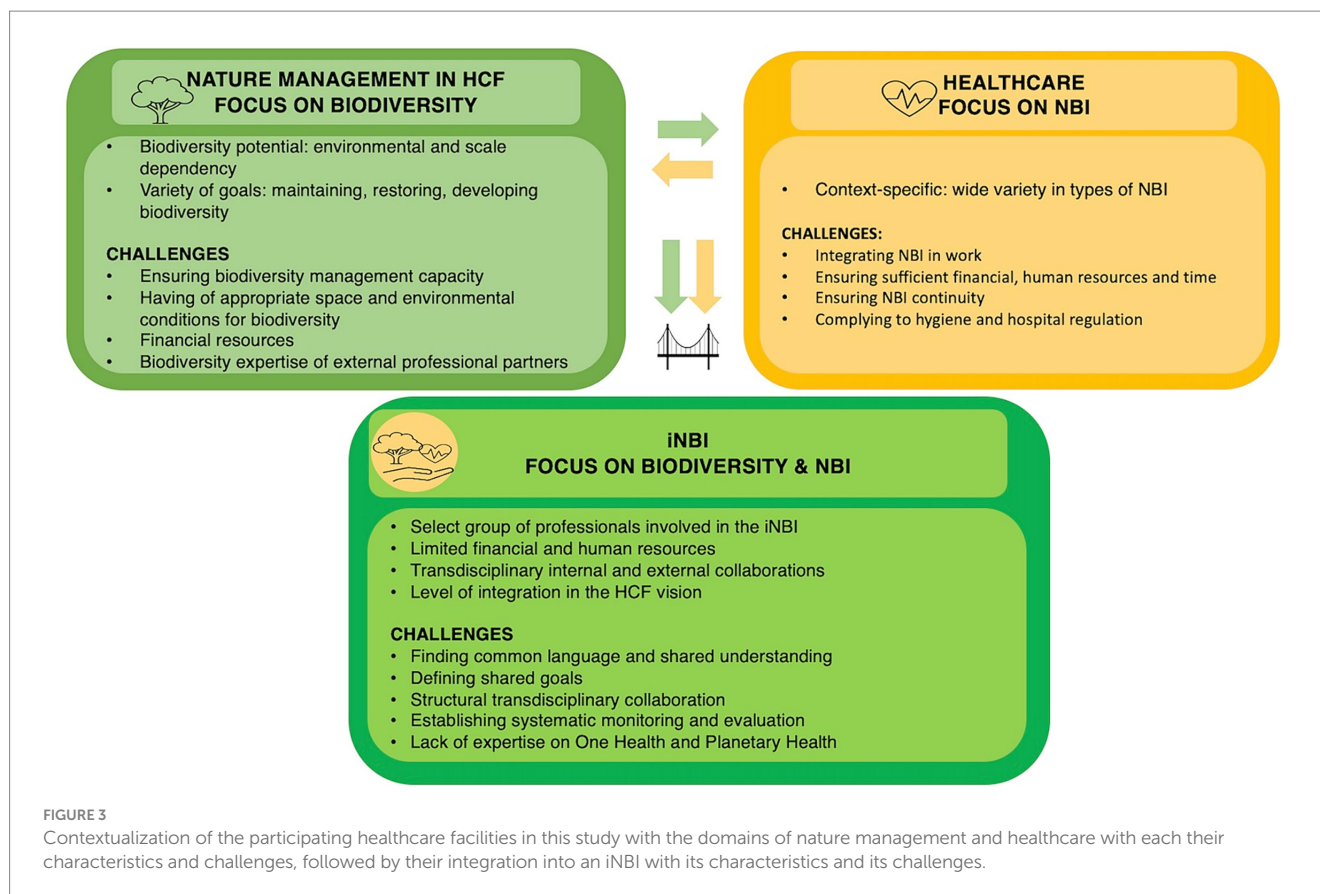 NATURE MANAGEMENT IN HCF
FOCUS ON BIODIVERSITY
• Biodiversity potential: environmental and scale
dependency
• Variety of goals: maintaining, restoring, developing
biodiversity
CHALLENGES
• Ensuring biodiversity management capacity
• Having of appropriate space and environmental
conditions for biodiversity
• Financial resources
• Biodiversity expertise of external professional partners
HEALTHCARE
FOCUS ON NBI
• Context-specific: wide variety in types of NBI
CHALLENGES:
• Integrating NBI in work
• Ensuring sufficient financial, human resources and time
• Ensuring NBI continuity
• Complying to hygiene and hospital regulation
iNBI
FOCUS ON BIODIVERSITY & NBI
• Select group of professionals involved in the iNBI
• Limited financial and human resources
• Transdisciplinary internal and external collaborations
• Level of integration in the HCF vision
CHALLENGES
• Finding common language and shared understanding
• Defining shared goals
• Structural transdisciplinary collaboration
• Establishing systematic monitoring and evaluation
• Lack of expertise on One Health and Planetary Health
FIGURE 3
Contextualization of the participating healthcare facilities in this study with the domains of nature management and healthcare with each their
characteristics and challenges, followed by their integration into an iNBI with its characteristics and its challenges.